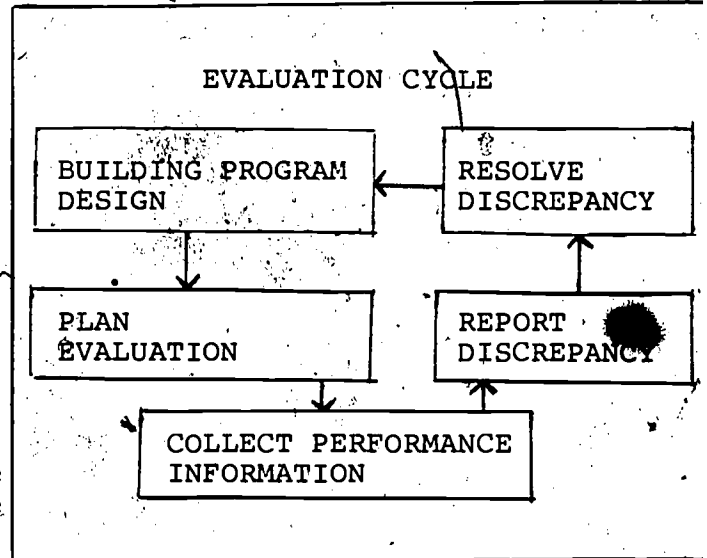 EVALUATION CYCLE
BUILDING PROGRAM
DESIGN
RESOLVE
DISCREPANCY
PLAN
EVALUATION
REPORT
DISCREPANCY
COLLECT PERFORMANCE
INFORMATION